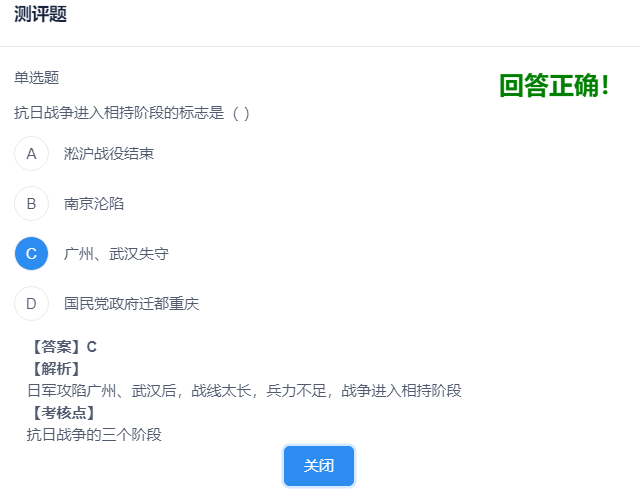 测评题
单选题
回答正确！
抗日战争进入相持阶段的标志是（ ）
A 淞沪战役结束
B 南京沦陷
C 广州、武汉失守
D 国民党政府迁都重庆
【答案】C
【解析】
日军攻陷广州、武汉后，战线太长，兵力不足，战争进入相持阶段
【考核点】
抗日战争的三个阶段
关闭